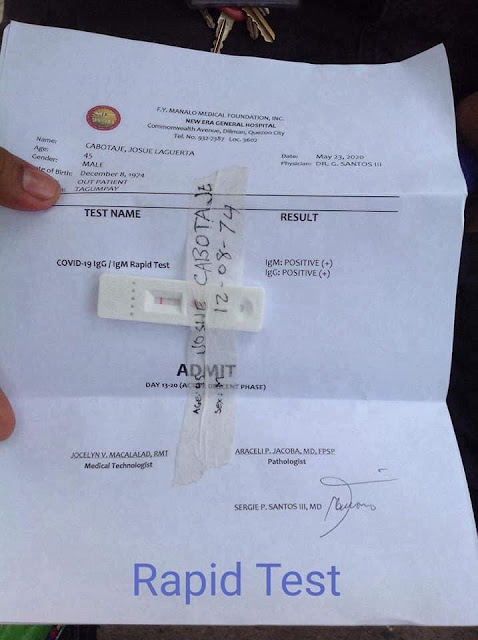 F.Y. MANALO MEDICAL FOUNDATION, INC.
NEW ERA GENERAL HOSPITAL
Commonwealth Avenue, Diliman, Quezon City
Tel. No. 932-7387 Loc. 3602
Name: CABOTAJE, JOSUE LAGUERTA
Age: 45 Date: May 23, 2020
Gender: MALE Physician: DR. G. SANTOS III
Date of Birth: December 8, 1974
OUT PATIENT
TAGUMPAY
TEST NAME RESULT
COVID-19 IgG / IgM Rapid Test IgM: POSITIVE (+)
IgG: POSITIVE (+)
JOSUE CABOTAJE
12-08-74
Age: 45
Sex: M
ADMIT
DAY 13-20 (
PHASE)
JOCELYN V. MACALALAD, RMT ARACELI P. JACOBA, MD, FPSP
Medical Technologist Pathologist
SERGIE P. SANTOS III, MD
Rapid Test